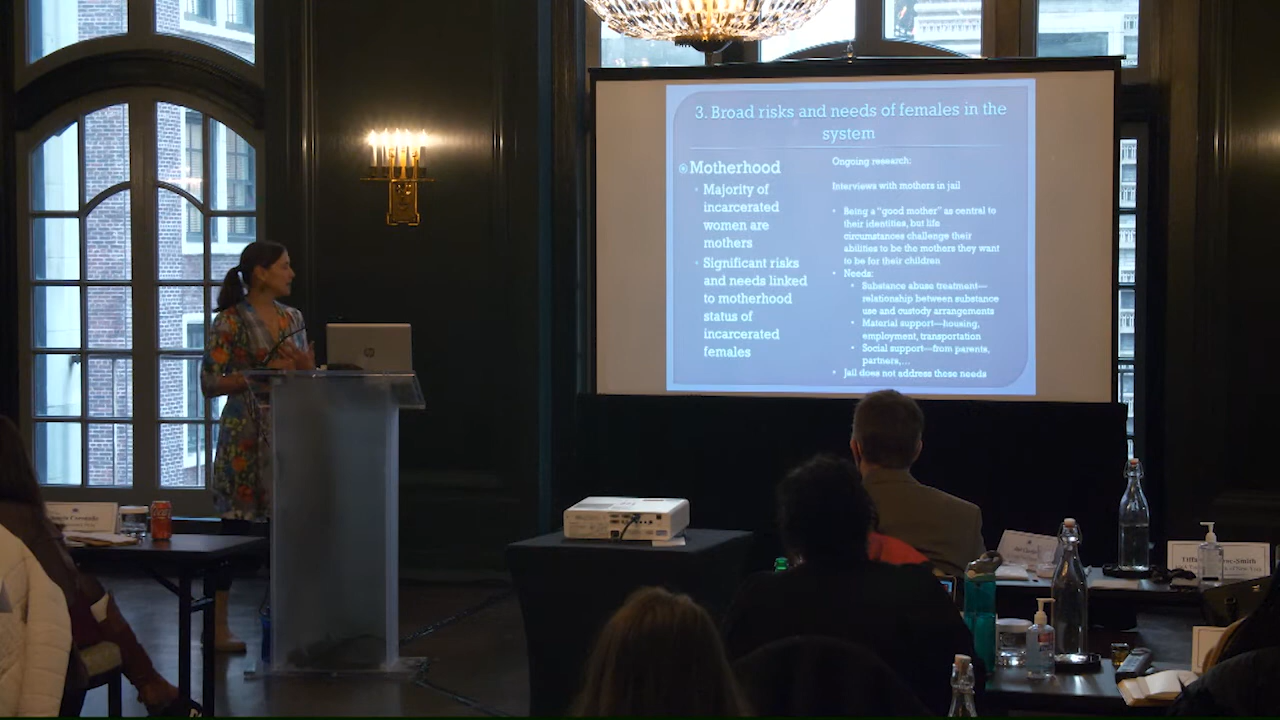 3. Broad risks and needs of females in the
system
Motherhood
Majority of
incarcerated
women are
mothers
Significant risks
and needs linked
to motherhood
status of
incarcerated
females
Ongoing research:
Interviews with mothers in jail
Being a "good mother" as central to
their identities, but life
circumstances challenge their
abilities to be the mothers they want
to be for their children
Needs:
Substance abuse treatment—
relationship between substance
use and custody arrangements
Material support—housing,
employment, transportation
Social support—from parents,
partners,...
Jail does not address these needs
hp